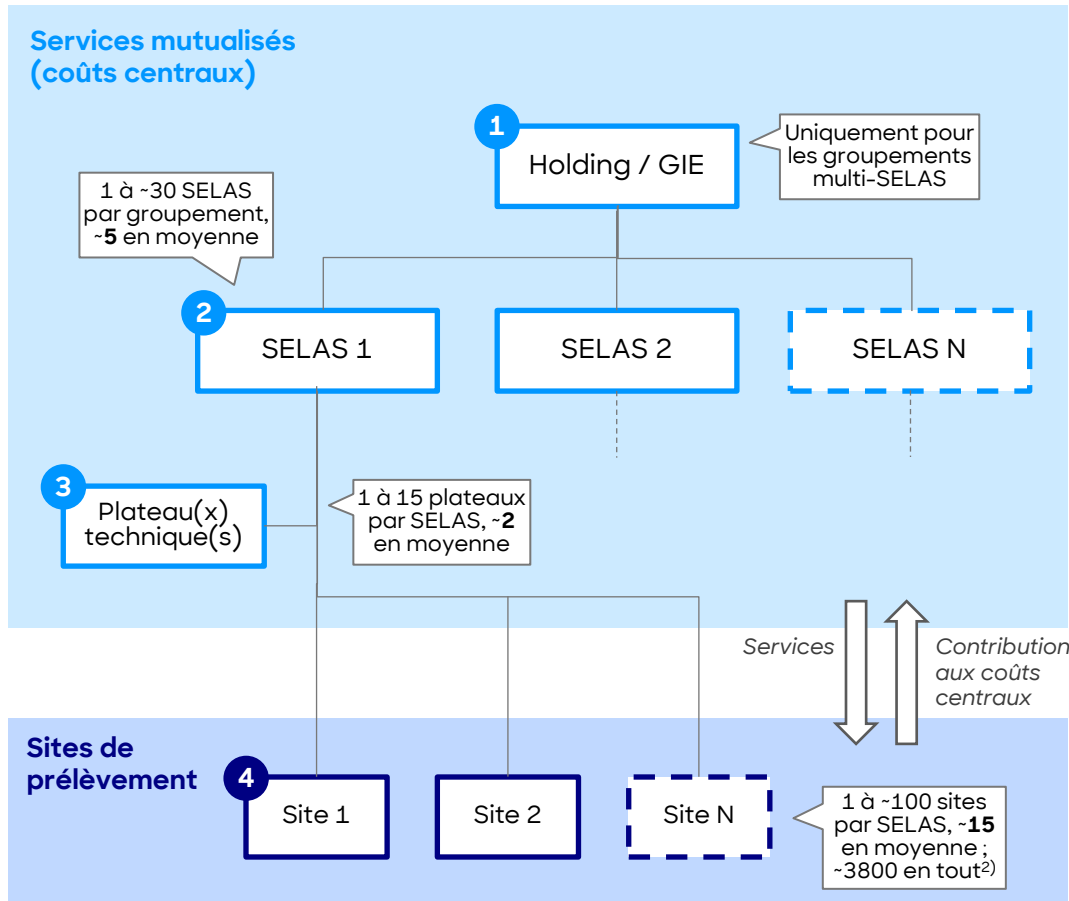 Services mutualisés
(coûts centraux)
1
Holding / GIE
Uniquement pour
les groupements
multi-SELAS
1 à ~30 SELAS
par groupement,
~5 en moyenne
2
SELAS 1
SELAS 2
SELAS N
3
Plateau(x)
technique(s)
1 à 15 plateaux
par SELAS, ~2
en moyenne
Services
Contribution
aux coûts
centraux
Sites de
prélèvement
4
Site 1
Site 2
Site N
1 à ~100 sites
par SELAS, ~15
en moyenne ;
~3800 en tout2)